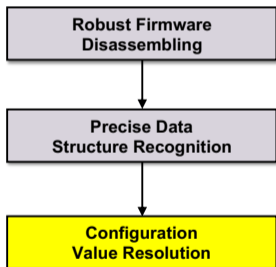 Robust Firmware
Disassembling
Precise Data
Structure Recognition
Configuration
Value Resolution